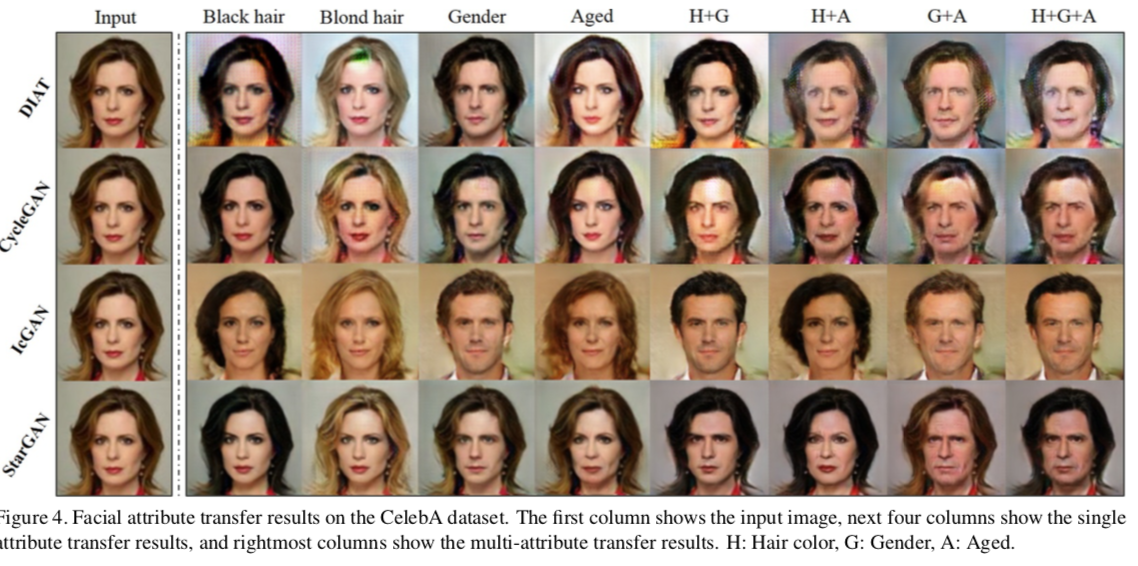 Input Black hair Blond hair Gender Aged H+G H+A G+A H+G+A
DIAT
CycleGAN
IcGAN
StarGAN
Figure 4. Facial attribute transfer results on the CelebA dataset. The first column shows the input image, next four columns show the single
attribute transfer results, and rightmost columns show the multi-attribute transfer results. H: Hair color, G: Gender, A: Aged.